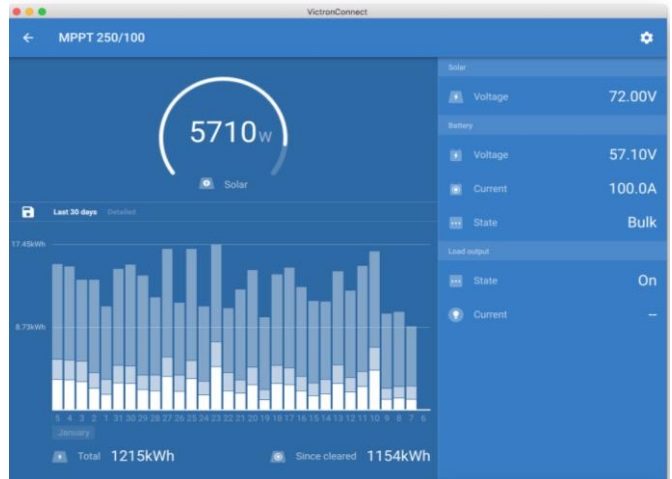 VictronConnect
MPPT 250/100
5710W
Solar
Last 30 days Detailed
17.45kWh
8.73kWh
5 4 3 2 1 31 30 29 28 27 26 25 24 23 22 21 20 19 18 17 16 15 14 13 12 11 10 9 8 7 6
January
Total 1215kWh
Since cleared 1154kWh
Solar
Voltage 72.00V
Battery
Voltage 57.10V
Current 100.0A
State Bulk
Load output
State On
Current --